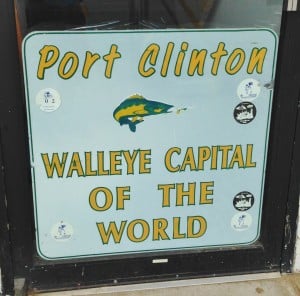 Port Clinton
WALLEYE CAPITAL
OF THE
WORLD